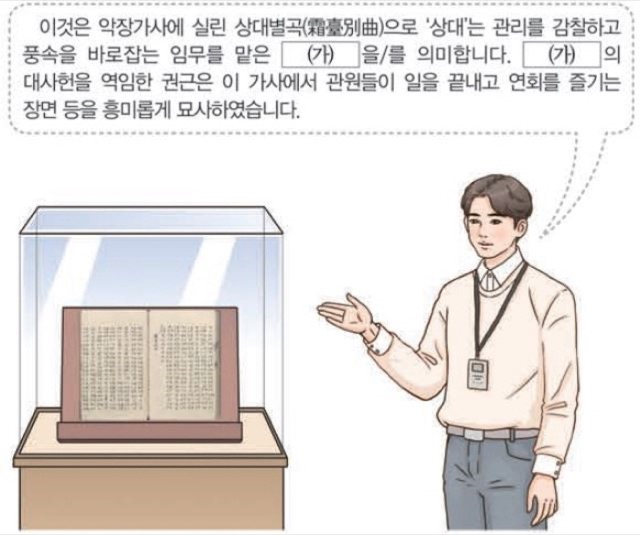 이것은 악장가사에 실린 상대별곡(霜臺別曲)으로 ‘상대’는 관리를 감찰하고
풍속을 바로잡는 임무를 맡은 (가) 을/를 의미합니다. (가) 의
대사헌을 역임한 권근은 이 가사에서 관원들이 일을 끝내고 연회를 즐기는
장면 등을 흥미롭게 묘사하였습니다.